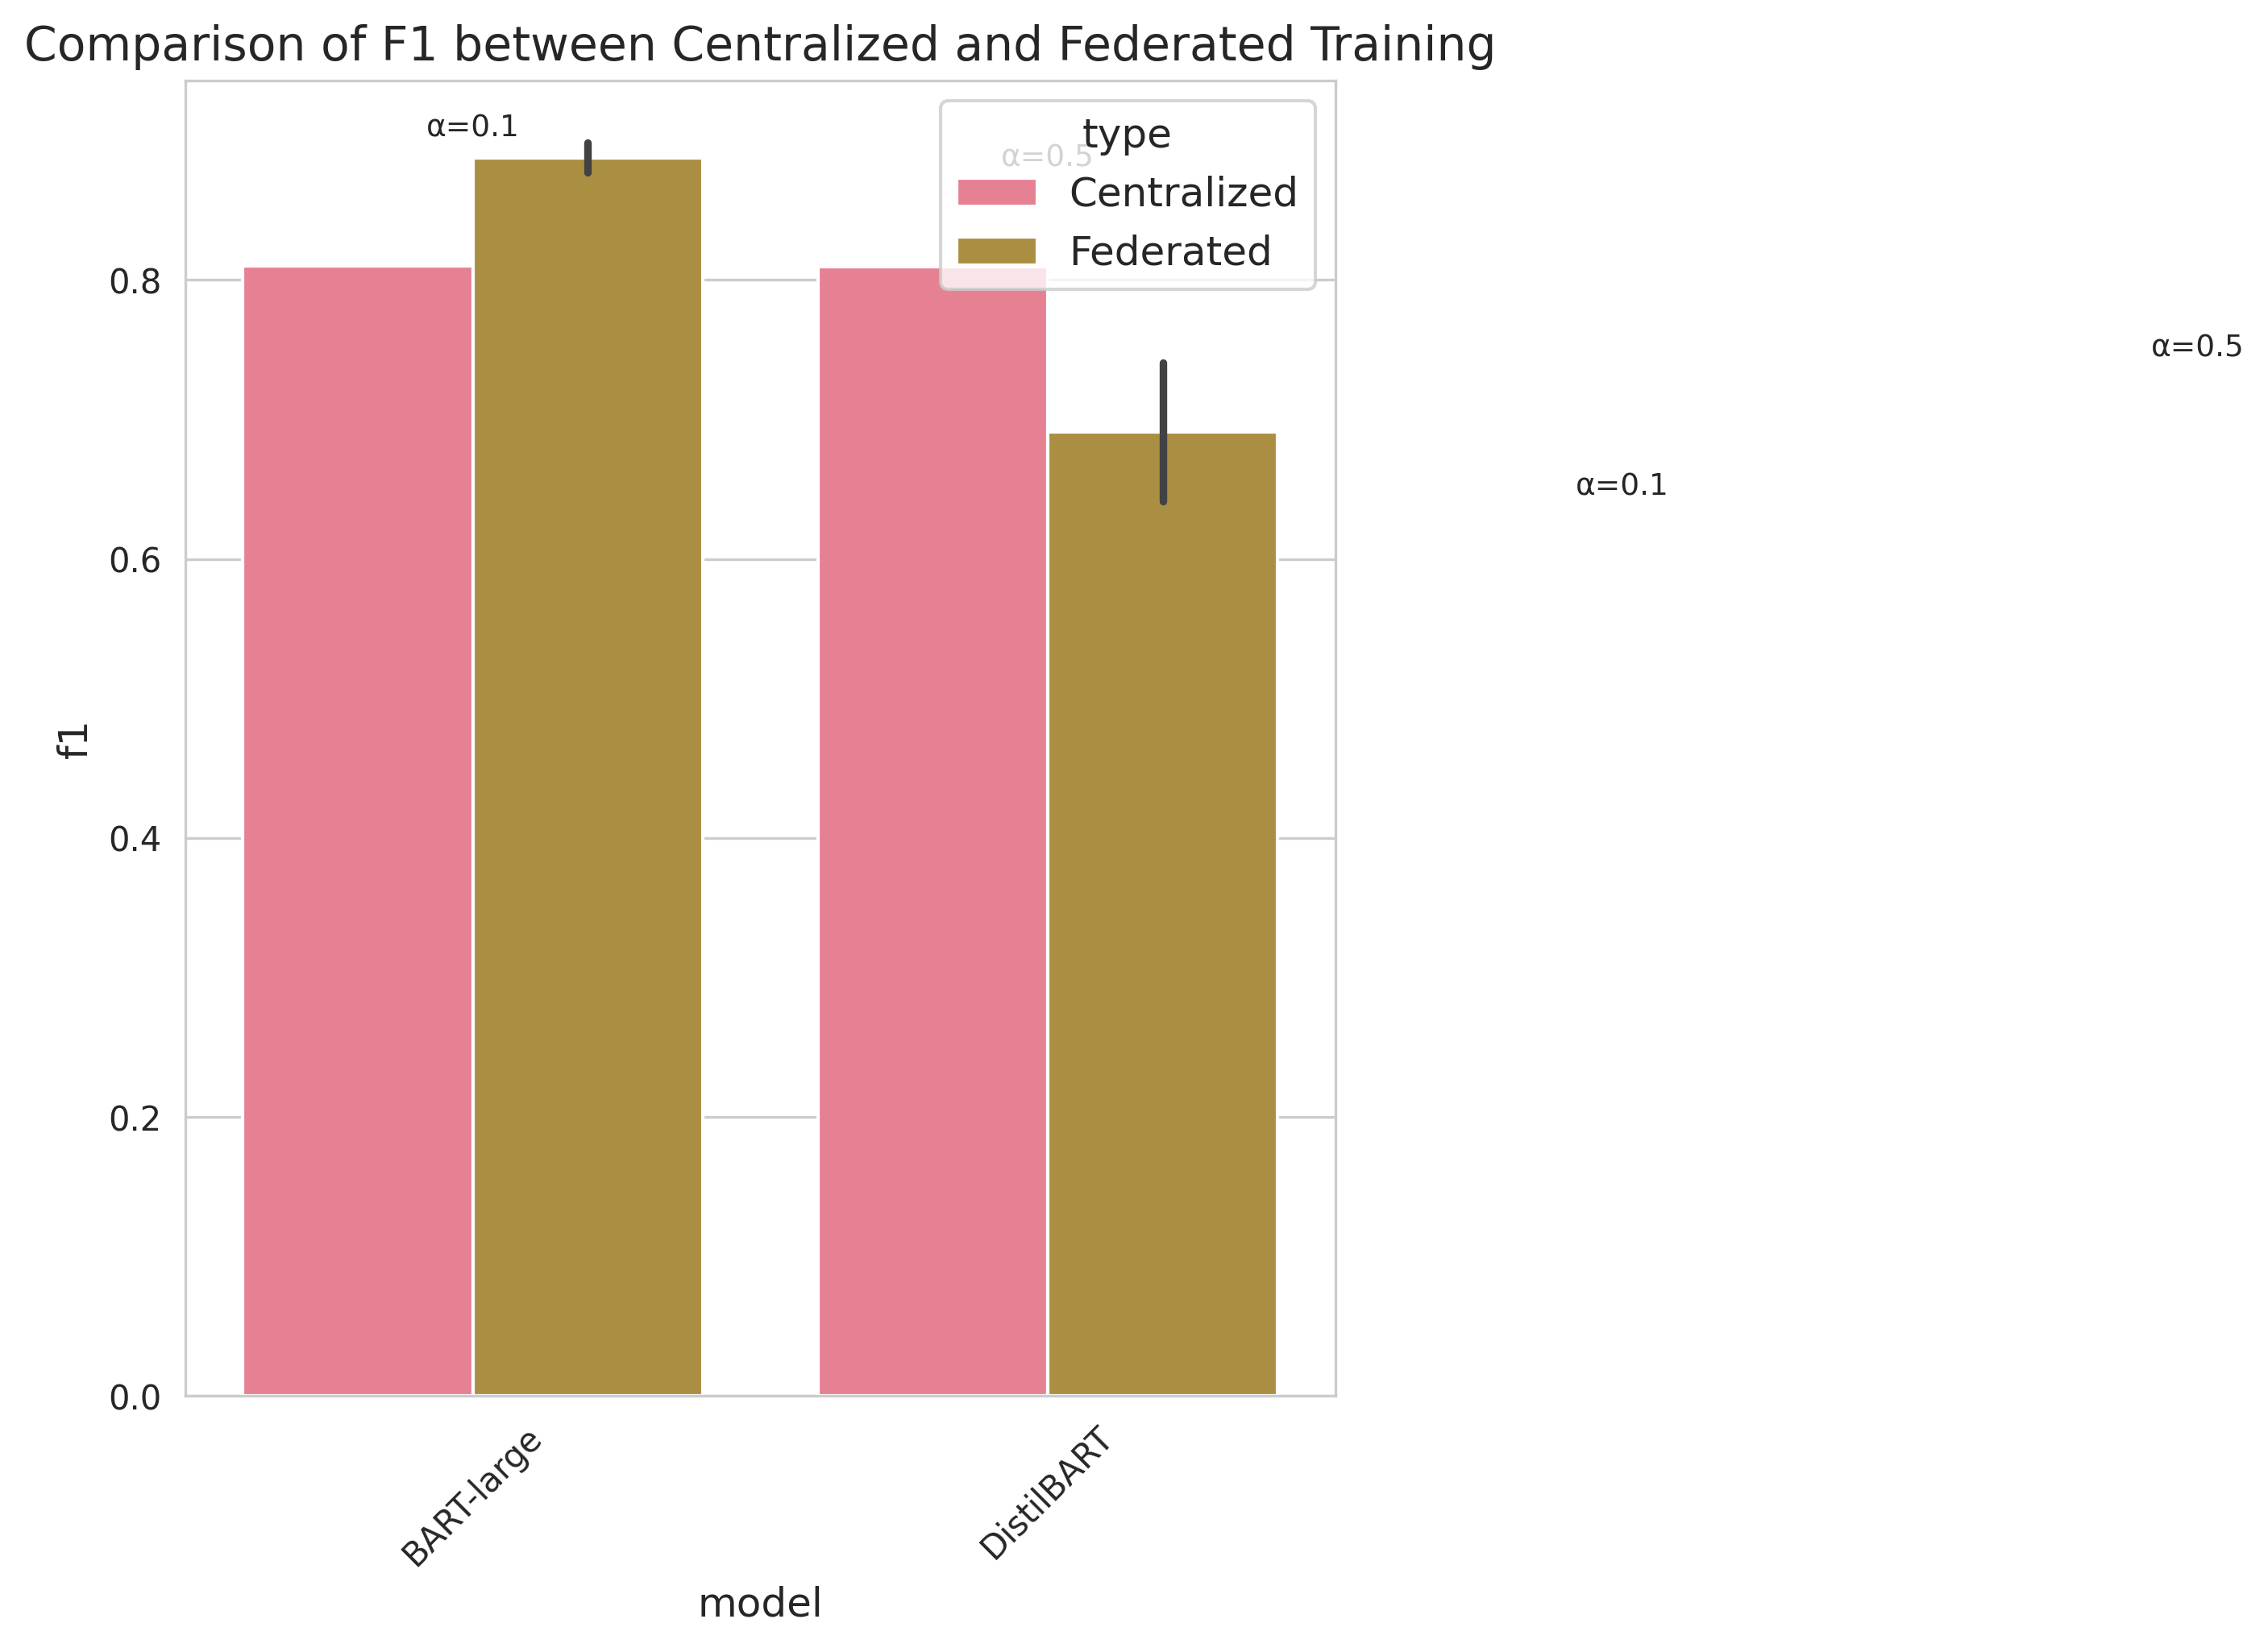 Comparison of F1 between Centralized and Federated Training
α=0.1
α=0.5
type
Centralized
Federated
α=0.5
α=0.1
0.8
0.6
0.4
0.2
0.0
f1
BART-large
DistilBART
model